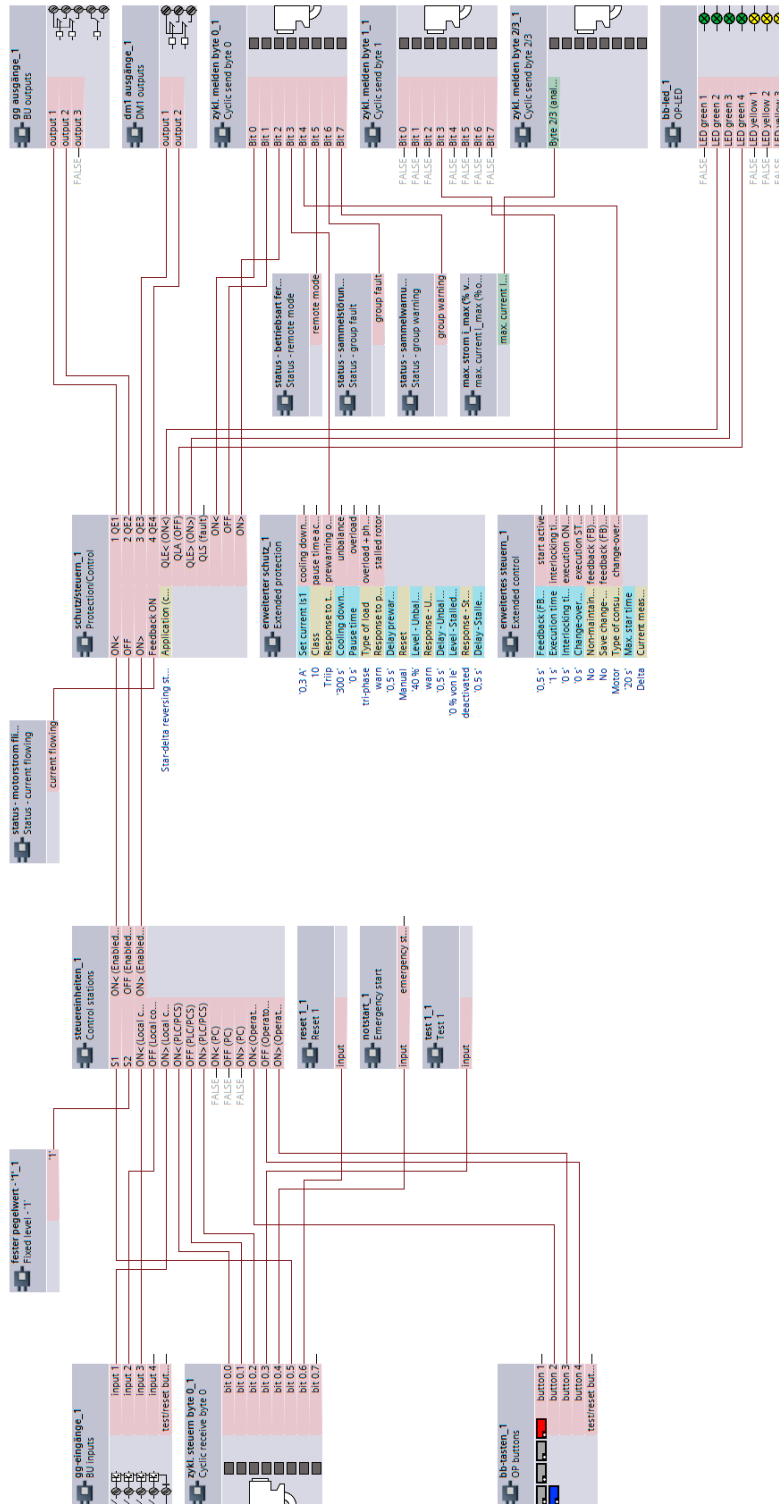 gg ausgänge_1
BU outputs
output 1
output 2
output 3
FALSE
dm1 ausgänge_1
DM1 outputs
output 1
output 2
zykl. melden byte 0_1
Cyclic send byte 0
Bit 0
Bit 1
Bit 2
Bit 3
Bit 4
Bit 5
Bit 6
Bit 7
zykl. melden byte 1_1
Cyclic send byte 1
FALSE Bit 0
FALSE Bit 1
FALSE Bit 2
Bit 3
FALSE Bit 4
FALSE Bit 5
FALSE Bit 6
FALSE Bit 7
zykl. melden byte 2/3_1
Cyclic send byte 2/3
Byte 2/3 (anal...
bb-led_1
OP-LED
FALSE LED green 1
LED green 2
LED green 3
LED green 4
FALSE LED yellow 1
FALSE LED yellow 2
FALSE LED yellow 3
status - betriebsart fer...
Status - remote mode
remote mode
status - sammelstörun...
Status - group fault
group fault
status - sammelwarnu...
Status - group warning
group warning
max. strom i_max (% v...
max. current I_max (% o...
max. current I...
schutz/steuern_1
Protection/Control
ON<
OFF
ON>
Feedback ON
Application (c...
Star-delta reversing st...
1 QE1
2 QE2
3 QE3
4 QE4
QLE< (ON<)
QLA (OFF)
QLE> (ON>)
QLS (fault)
ON<
OFF
ON>
erweiterter schutz_1
Extended protection
'0,3 A' Set current Is1 cooling down...
10 Class pause time ac...
Triip Response to t... prewarning o...
'300 s' Cooling down... unbalance
'0 s' Pause time overload
tri-phase Type of load overload + ph...
warn Response to p... stalled rotor
'0,5 s' Delay prewar...
Manual Reset
'40 %' Level - Unbal...
warn Response - U...
'0,5 s' Delay - Unbal...
'0 % von Ie' Level - Stalled...
deactivated Response - St...
'0,5 s' Delay - Stalle...
erweitertes steuern_1
Extended control
'0,5 s' Feedback (FB... start active
'1 s' Execution time interlocking ti...
'0 s' Interlocking ti... execution ON...
'0 s' Change-over... execution ST...
No Non-maintain... feedback (FB)...
No Save change-... feedback (FB)...
Motor Type of consu... change-over...
'20 s' Max. start time
Delta Current meas...
status - motorstrom fli...
Status - current flowing
current flowing
steuereinheiten_1
Control stations
S1
S2
ON< (Local c...
OFF (Local co...
ON> (Local c...
ON< (PLC/PCS)
OFF (PLC/PCS)
ON> (PLC/PCS)
FALSE ON< (PC)
FALSE OFF (PC)
FALSE ON> (PC)
ON< (Operat...
OFF (Operato...
ON> (Operat...
ON< (Enabled...
OFF (Enabled...
ON> (Enabled...
reset 1_1
Reset 1
input
notstart_1
Emergency start
input
emergency st...
test 1_1
Test 1
input
fester pegelwert - '1'_1
Fixed level - '1'
'1'
gg-eingänge_1
BU inputs
input 1
input 2
input 3
input 4
test/reset but...
zykl. steuern byte 0_1
Cyclic receive byte 0
bit 0.0
bit 0.1
bit 0.2
bit 0.3
bit 0.4
bit 0.5
bit 0.6
bit 0.7
bb-tasten_1
OP buttons
button 1
button 2
button 3
button 4
test/reset but...